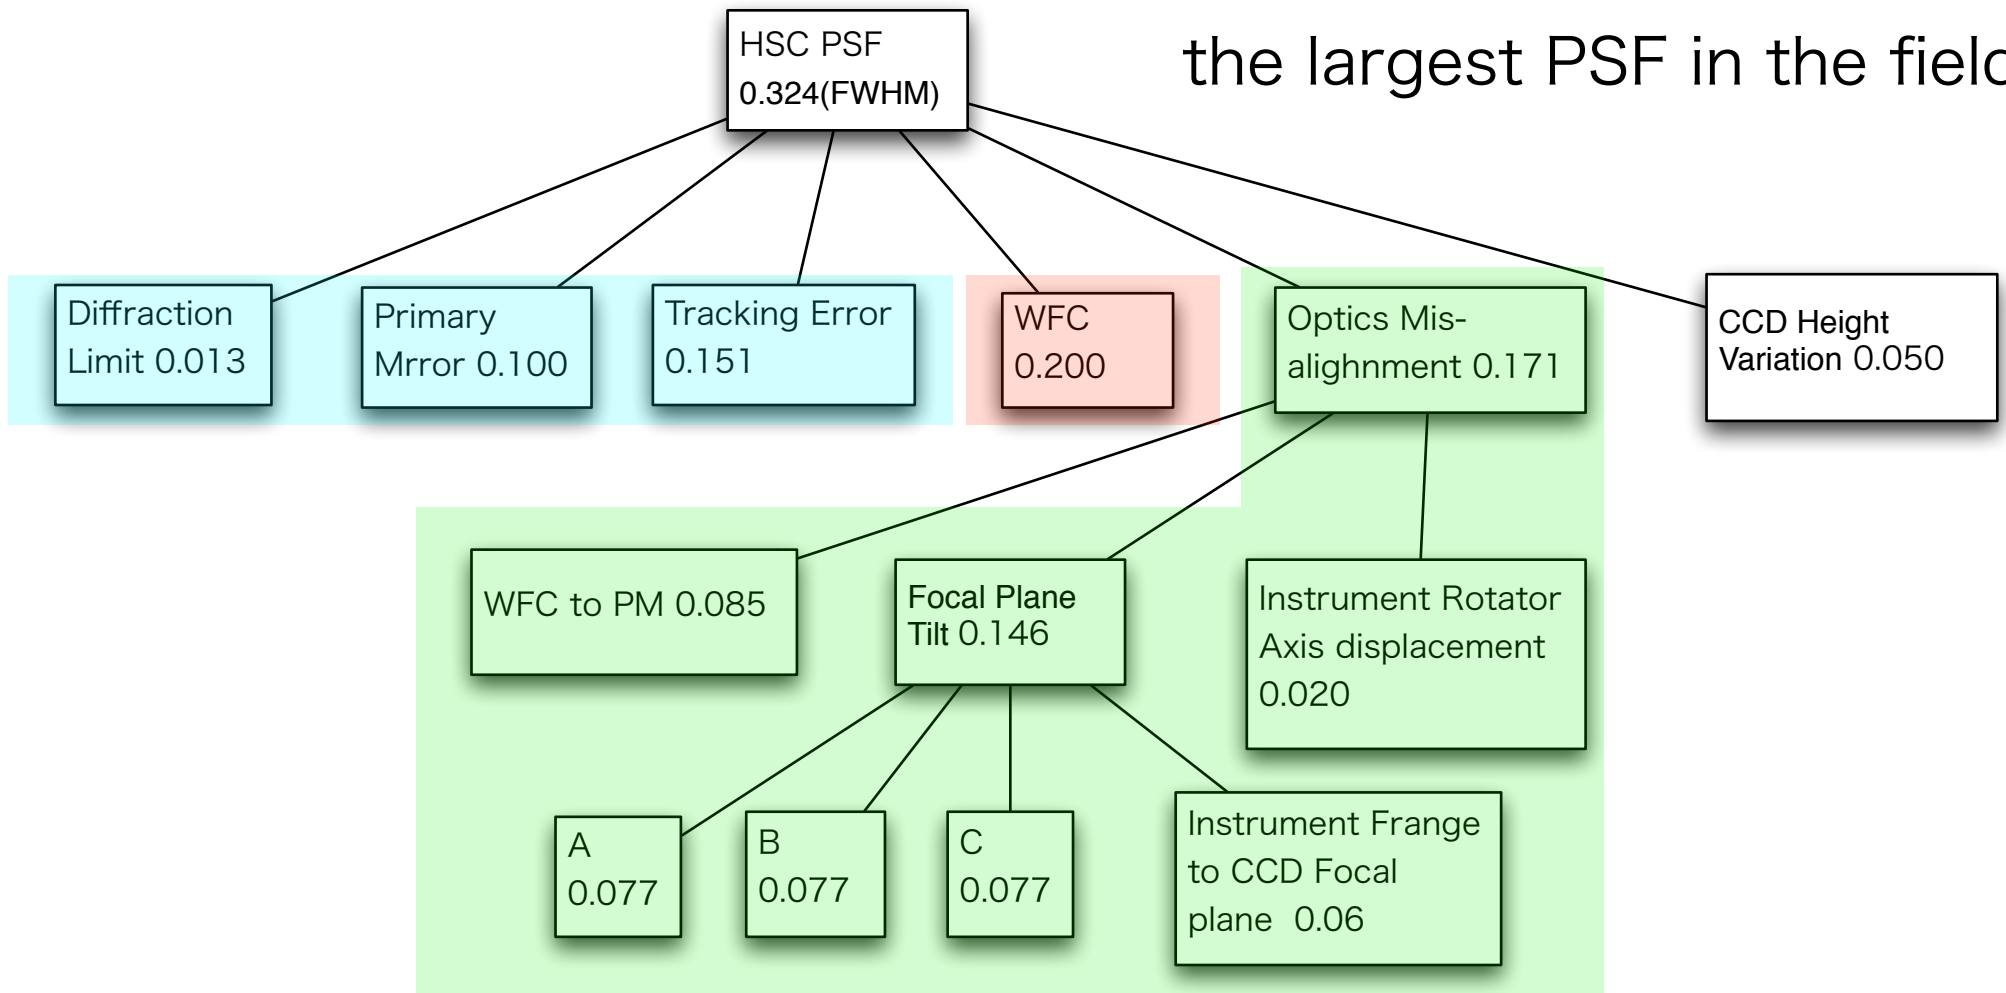 HSC PSF
0.324(FWHM)
the largest PSF in the field
Diffraction
Limit 0.013
Primary
Mrror 0.100
Tracking Error
0.151
WFC
0.200
Optics Mis-
alighnment 0.171
CCD Height
Variation 0.050
WFC to PM 0.085
Focal Plane
Tilt 0.146
Instrument Rotator
Axis displacement
0.020
A
0.077
B
0.077
C
0.077
Instrument Frange
to CCD Focal
plane 0.06